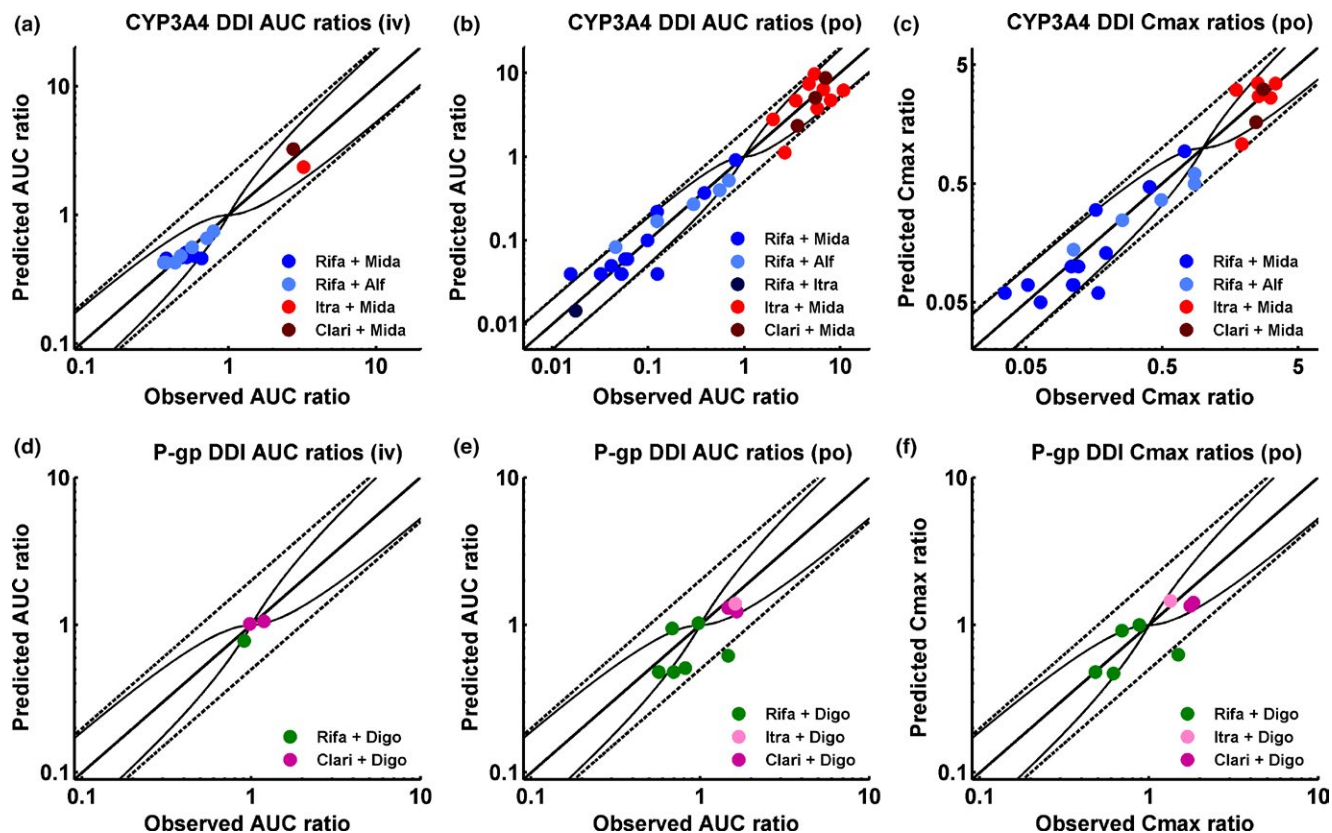 (a)
CYP3A4 DDI AUC ratios (iv)
Predicted AUC ratio
10
1
0.1
0.1
1
10
Observed AUC ratio
Rifa + Mida
Rifa + Alf
Itra + Mida
Clari + Mida
(b)
CYP3A4 DDI AUC ratios (po)
Predicted AUC ratio
10
1
0.1
0.01
0.01
0.1
1
10
Observed AUC ratio
Rifa + Mida
Rifa + Alf
Rifa + Itra
Itra + Mida
Clari + Mida
(c)
CYP3A4 DDI Cmax ratios (po)
Predicted Cmax ratio
5
0.5
0.05
0.05
0.5
5
Observed Cmax ratio
Rifa + Mida
Rifa + Alf
Itra + Mida
Clari + Mida
(d)
P-gp DDI AUC ratios (iv)
Predicted AUC ratio
10
1
0.1
0.1
1
10
Observed AUC ratio
Rifa + Digo
Clari + Digo
(e)
P-gp DDI AUC ratios (po)
Predicted AUC ratio
10
1
0.1
0.1
1
10
Observed AUC ratio
Rifa + Digo
Itra + Digo
Clari + Digo
(f)
P-gp DDI Cmax ratios (po)
Predicted Cmax ratio
10
1
0.1
0.1
1
10
Observed Cmax ratio
Rifa + Digo
Itra + Digo
Clari + Digo